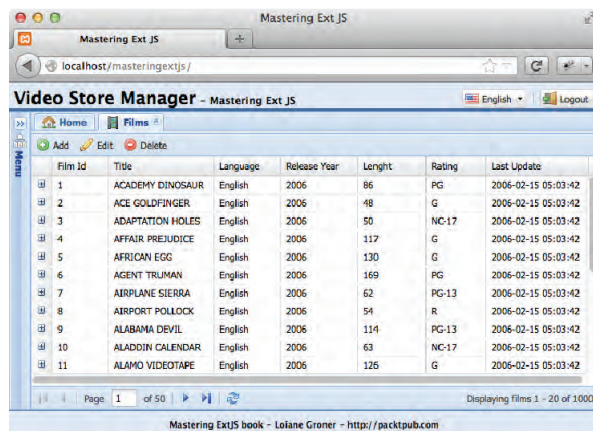 Mastering Ext JS
Mastering Ext JS
localhost/masteringextjs/
Video Store Manager - Mastering Ext JS English Logout
Menu
Home Films
Add Edit Delete
Film Id Title Language Release Year Lenght Rating Last Update
1 ACADEMY DINOSAUR English 2006 86 PG 2006-02-15 05:03:42
2 ACE GOLDFINGER English 2006 48 G 2006-02-15 05:03:42
3 ADAPTATION HOLES English 2006 50 NC-17 2006-02-15 05:03:42
4 AFFAIR PREJUDICE English 2006 117 G 2006-02-15 05:03:42
5 AFRICAN EGG English 2006 130 G 2006-02-15 05:03:42
6 AGENT TRUMAN English 2006 169 PG 2006-02-15 05:03:42
7 AIRPLANE SIERRA English 2006 62 PG-13 2006-02-15 05:03:42
8 AIRPORT POLLOCK English 2006 54 R 2006-02-15 05:03:42
9 ALABAMA DEVIL English 2006 114 PG-13 2006-02-15 05:03:42
10 ALADDIN CALENDAR English 2006 63 NC-17 2006-02-15 05:03:42
11 ALAMO VIDEOTAPE English 2006 126 G 2006-02-15 05:03:42
Page 1 of 50 Displaying films 1 - 20 of 1000
Mastering ExtJS book - Loiane Groner - http://packtpub.com